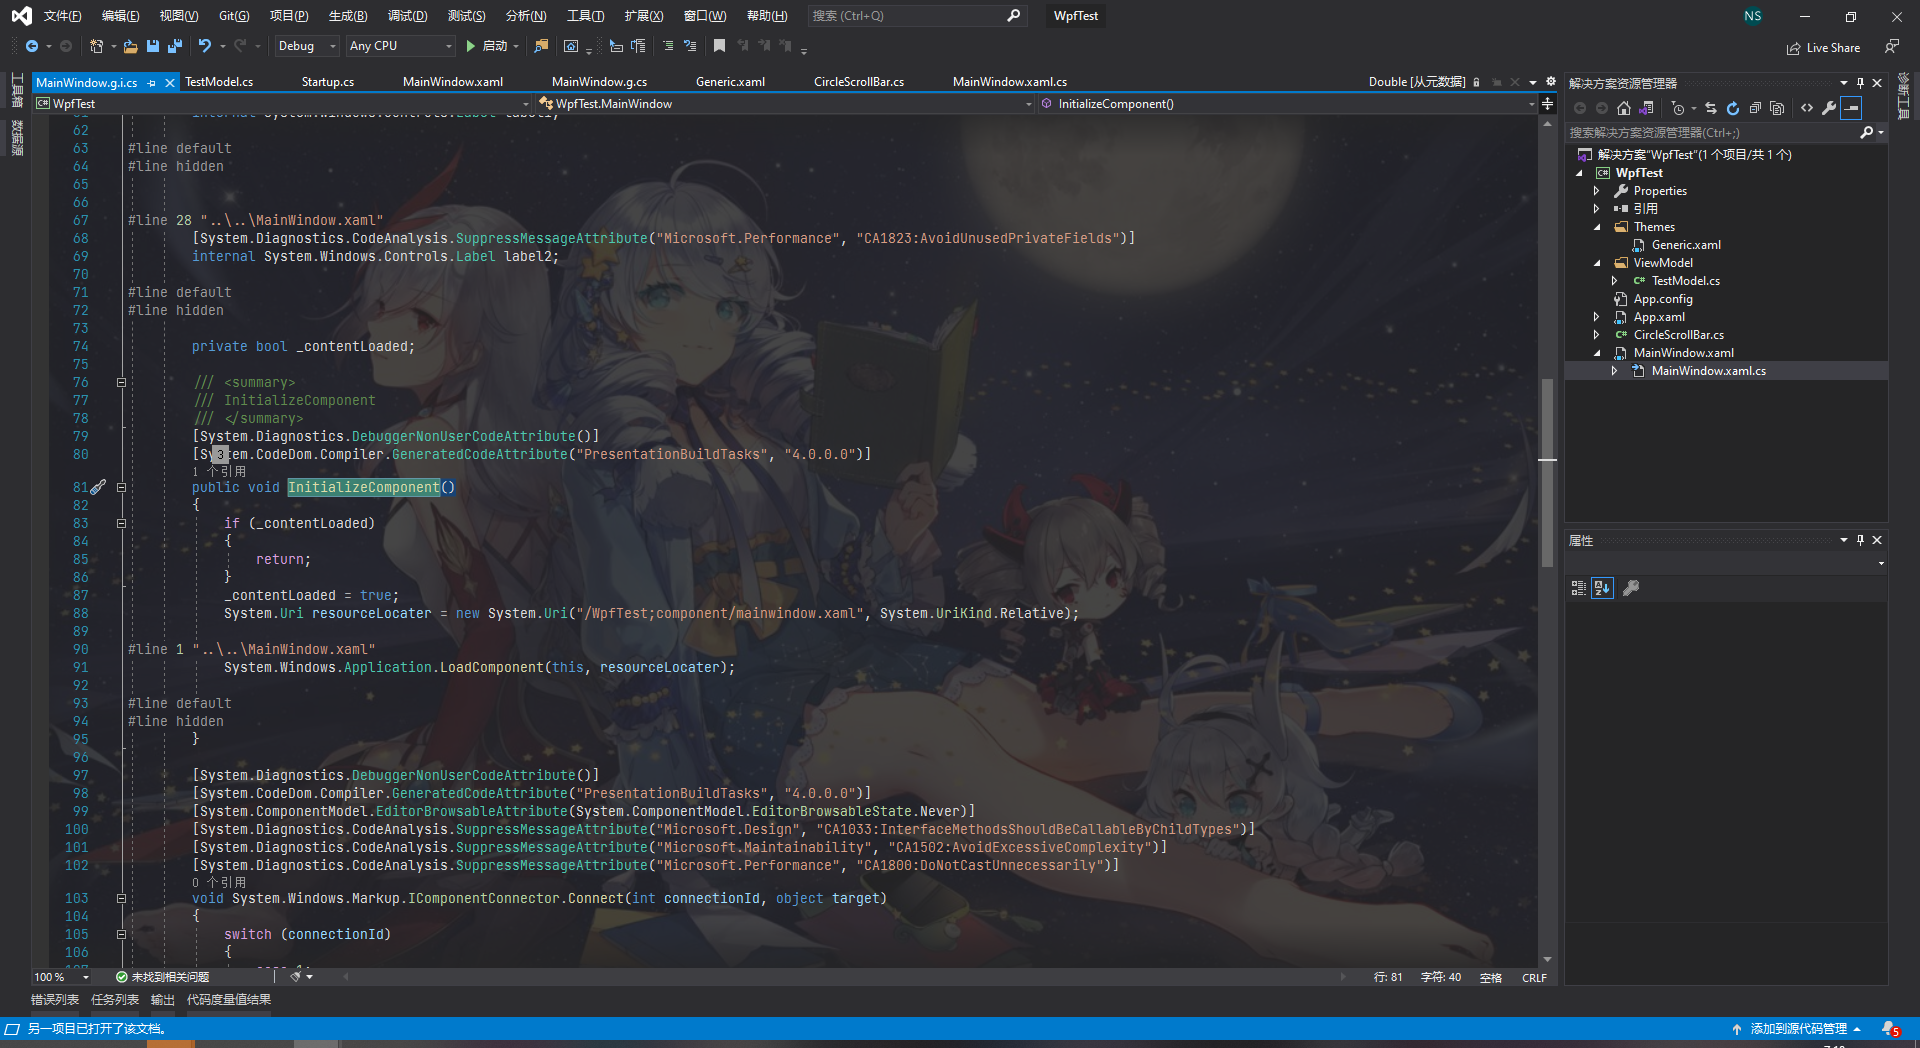 文件(F) 编辑(E) 视图(V) Git(G) 项目(P) 生成(B) 调试(D) 测试(S) 分析(N) 工具(T) 扩展(X) 窗口(W) 帮助(H) 搜索 (Ctrl+Q) WpfTest NS
Debug Any CPU 启动 Live Share
工具箱
数据源
MainWindow.g.i.cs TestModel.cs Startup.cs MainWindow.xaml MainWindow.g.cs Generic.xaml CircleScrollBar.cs MainWindow.xaml.cs Double [从元数据]
WpfTest WpfTest.MainWindow InitializeComponent()
62
63 #line default
64 #line hidden
65
66
67 #line 28 "..\..\MainWindow.xaml"
68 [System.Diagnostics.CodeAnalysis.SuppressMessageAttribute("Microsoft.Performance", "CA1823:AvoidUnusedPrivateFields")]
69 internal System.Windows.Controls.Label label2;
70
71 #line default
72 #line hidden
73
74 private bool _contentLoaded;
75
76 /// <summary>
77 /// InitializeComponent
78 /// </summary>
79 [System.Diagnostics.DebuggerNonUserCodeAttribute()]
80 [Sy3tem.CodeDom.Compiler.GeneratedCodeAttribute("PresentationBuildTasks", "4.0.0.0")]
1 个引用
81 public void InitializeComponent()
82 {
83 if (_contentLoaded)
84 {
85 return;
86 }
87 _contentLoaded = true;
88 System.Uri resourceLocater = new System.Uri("/WpfTest;component/mainwindow.xaml", System.UriKind.Relative);
89
90 #line 1 "..\..\MainWindow.xaml"
91 System.Windows.Application.LoadComponent(this, resourceLocater);
92
93 #line default
94 #line hidden
95 }
96
97 [System.Diagnostics.DebuggerNonUserCodeAttribute()]
98 [System.CodeDom.Compiler.GeneratedCodeAttribute("PresentationBuildTasks", "4.0.0.0")]
99 [System.ComponentModel.EditorBrowsableAttribute(System.ComponentModel.EditorBrowsableState.Never)]
100 [System.Diagnostics.CodeAnalysis.SuppressMessageAttribute("Microsoft.Design", "CA1033:InterfaceMethodsShouldBeCallableByChildTypes")]
101 [System.Diagnostics.CodeAnalysis.SuppressMessageAttribute("Microsoft.Maintainability", "CA1502:AvoidExcessiveComplexity")]
102 [System.Diagnostics.CodeAnalysis.SuppressMessageAttribute("Microsoft.Performance", "CA1800:DoNotCastUnnecessarily")]
0 个引用
103 void System.Windows.Markup.IComponentConnector.Connect(int connectionId, object target)
104 {
105 switch (connectionId)
106 {
100 % 未找到相关问题 行: 81 字符: 40 空格 CRLF
错误列表 任务列表 输出 代码度量值结果
解决方案资源管理器
搜索解决方案资源管理器(Ctrl+;)
解决方案"WpfTest"(1 个项目/共 1 个)
WpfTest
Properties
引用
Themes
Generic.xaml
ViewModel
TestModel.cs
App.config
App.xaml
CircleScrollBar.cs
MainWindow.xaml
MainWindow.xaml.cs
属性
诊断工具
另一项目已打开了该文档。 添加到源代码管理 5